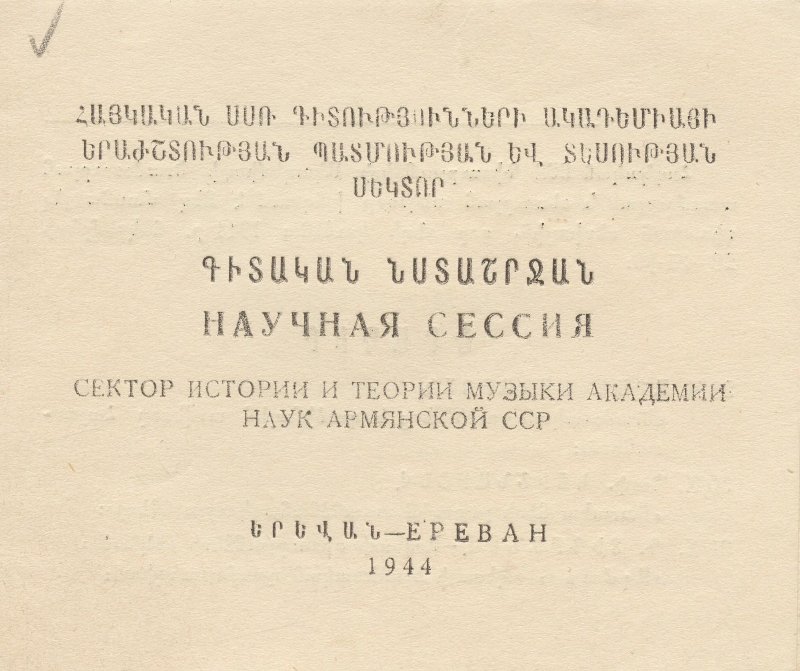 ՀԱՅԿԱԿԱՆ ՍՍՌ ԳԻՏՈՒԹՅՈՒՆՆԵՐԻ ԱԿԱԴԵՄԻԱՅԻ
ԵՐԱԺՇՏՈՒԹՅԱՆ ՊԱՏՄՈՒԹՅԱՆ ԵՎ ՏԵՍՈՒԹՅԱՆ
ՍԵԿՏՈՐ
ԳԻՏԱԿԱՆ ՆՍՏԱՇՐՋԱՆ
НАУЧНАЯ СЕССИЯ
СЕКТОР ИСТОРИИ И ТЕОРИИ МУЗЫКИ АКАДЕМИИ
НАУК АРМЯНСКОЙ ССР
ԵՐԵՎԱՆ—ЕРЕВАН
1944